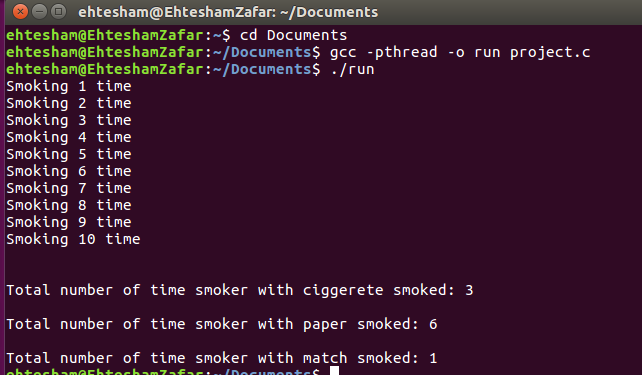 ehtesham@EhteshamZafar: ~/Documents
ehtesham@EhteshamZafar:~$ cd Documents
ehtesham@EhteshamZafar:~/Documents$ gcc -pthread -o run project.c
ehtesham@EhteshamZafar:~/Documents$ ./run
Smoking 1 time
Smoking 2 time
Smoking 3 time
Smoking 4 time
Smoking 5 time
Smoking 6 time
Smoking 7 time
Smoking 8 time
Smoking 9 time
Smoking 10 time
Total number of time smoker with ciggerete smoked: 3
Total number of time smoker with paper smoked: 6
Total number of time smoker with match smoked: 1
ehtesham@EhteshamZafar:~/Documents$